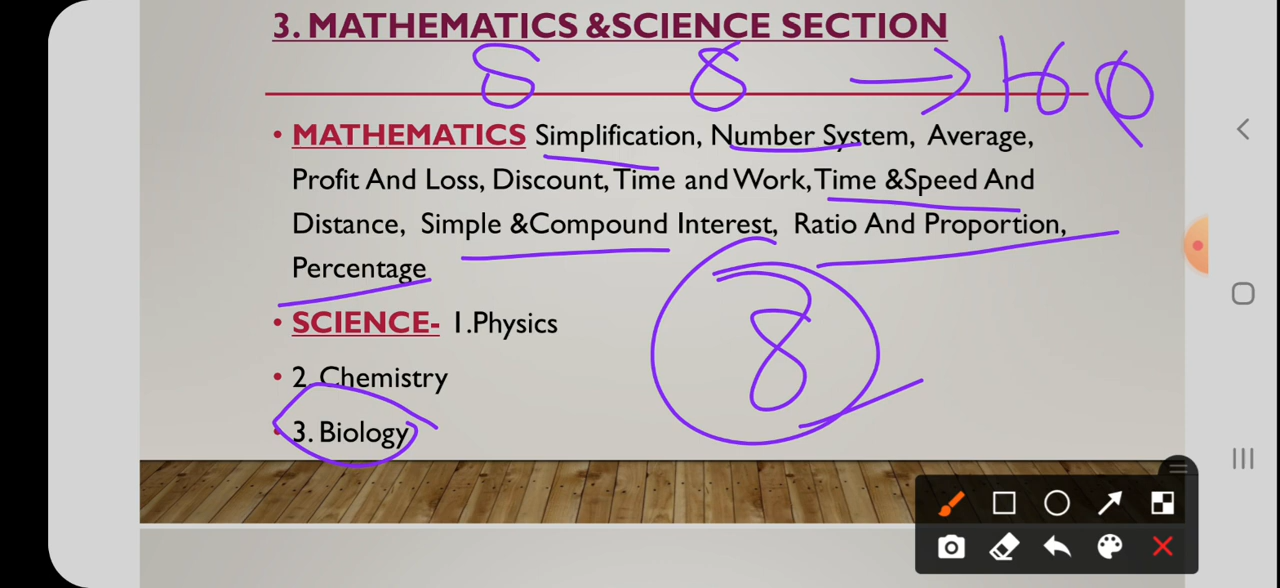 3. MATHEMATICS &SCIENCE SECTION
8 8 → 16 Q
• MATHEMATICS Simplification, Number System, Average,
Profit And Loss, Discount, Time and Work, Time &Speed And
Distance, Simple &Compound Interest, Ratio And Proportion,
Percentage
8
• SCIENCE- 1.Physics
• 2. Chemistry
• 3. Biology